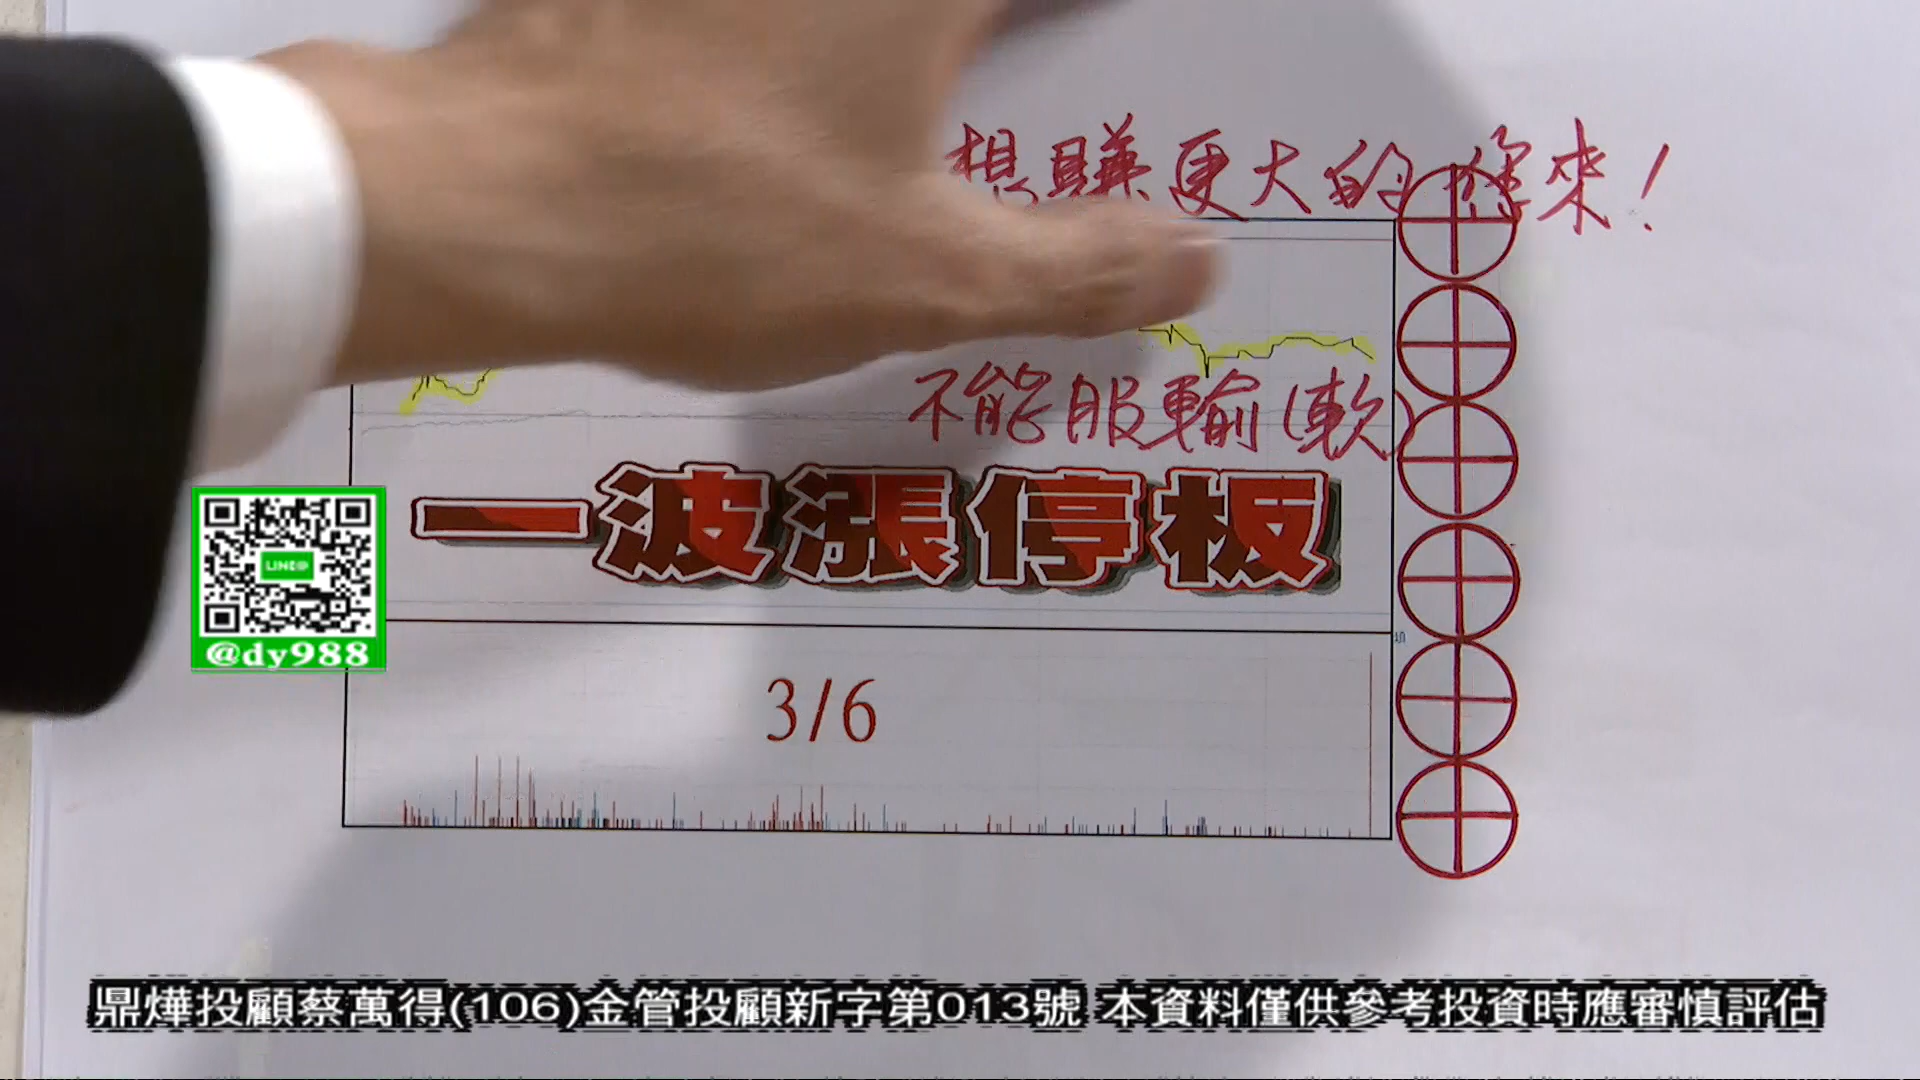 想賺更大的您來！
不能服輸(軟)
一波漲停板
LINE@
@dy988
3/6
鼎燁投顧蔡萬得(106)金管投顧新字第013號 本資料僅供參考投資時應審慎評估